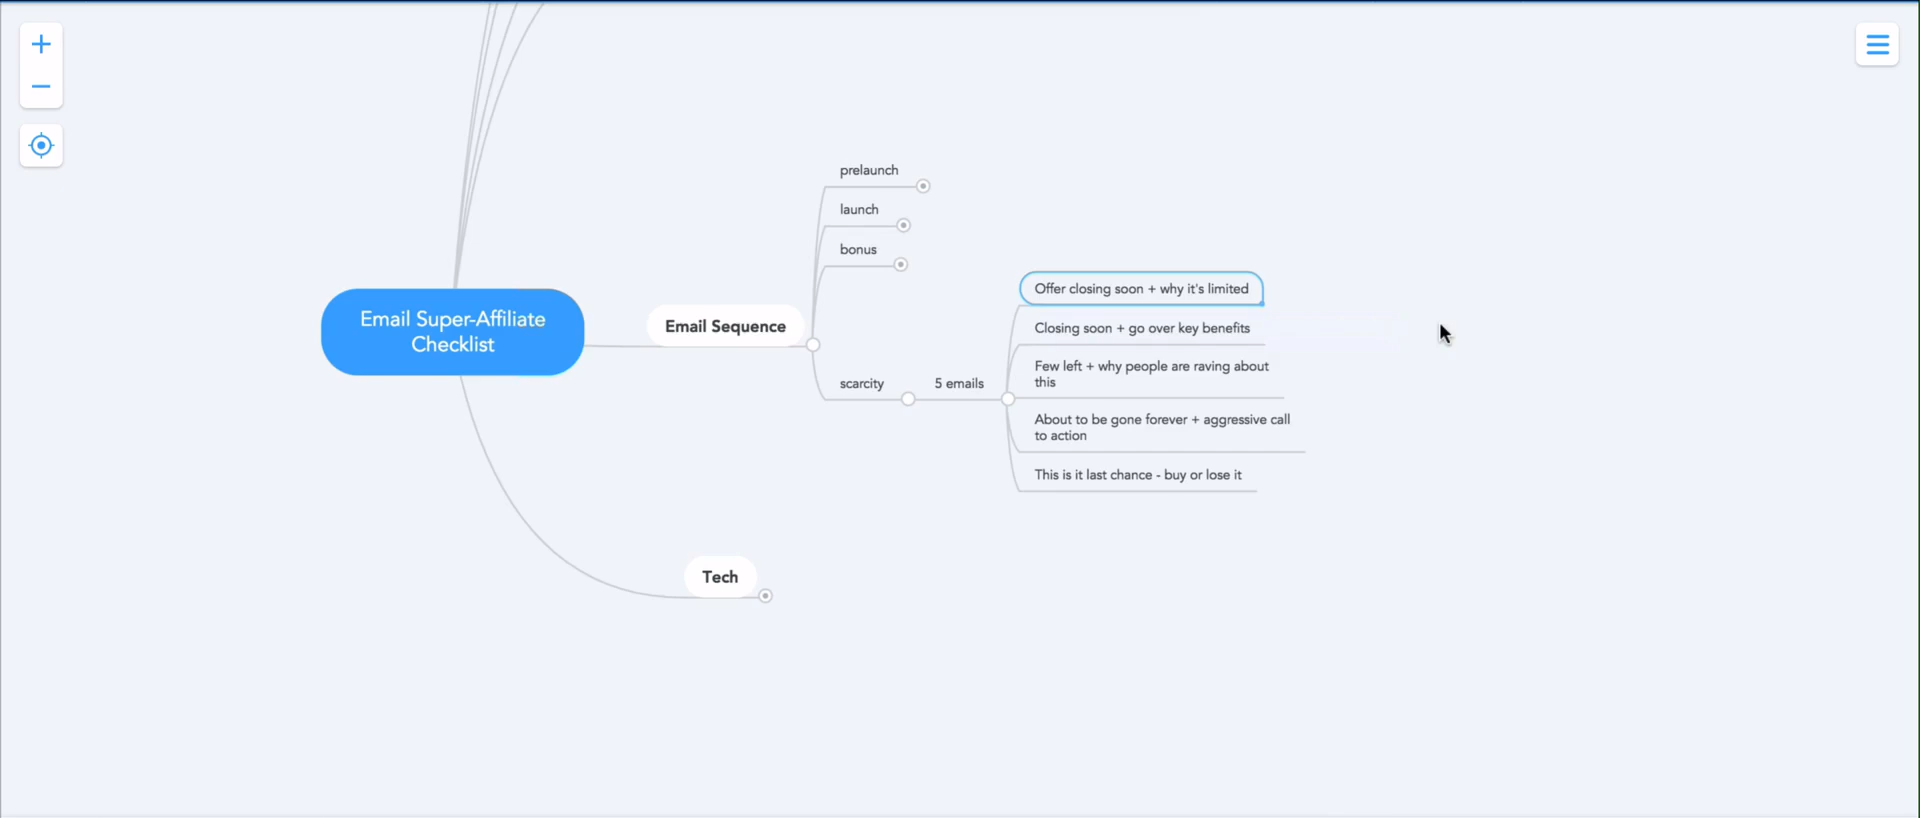 prelaunch
launch
bonus
Offer closing soon + why it's limited
Email Super-Affiliate
Checklist
Email Sequence
Closing soon + go over key benefits
Few left + why people are raving about
this
scarcity
5 emails
About to be gone forever + aggressive call
to action
This is it last chance - buy or lose it
Tech